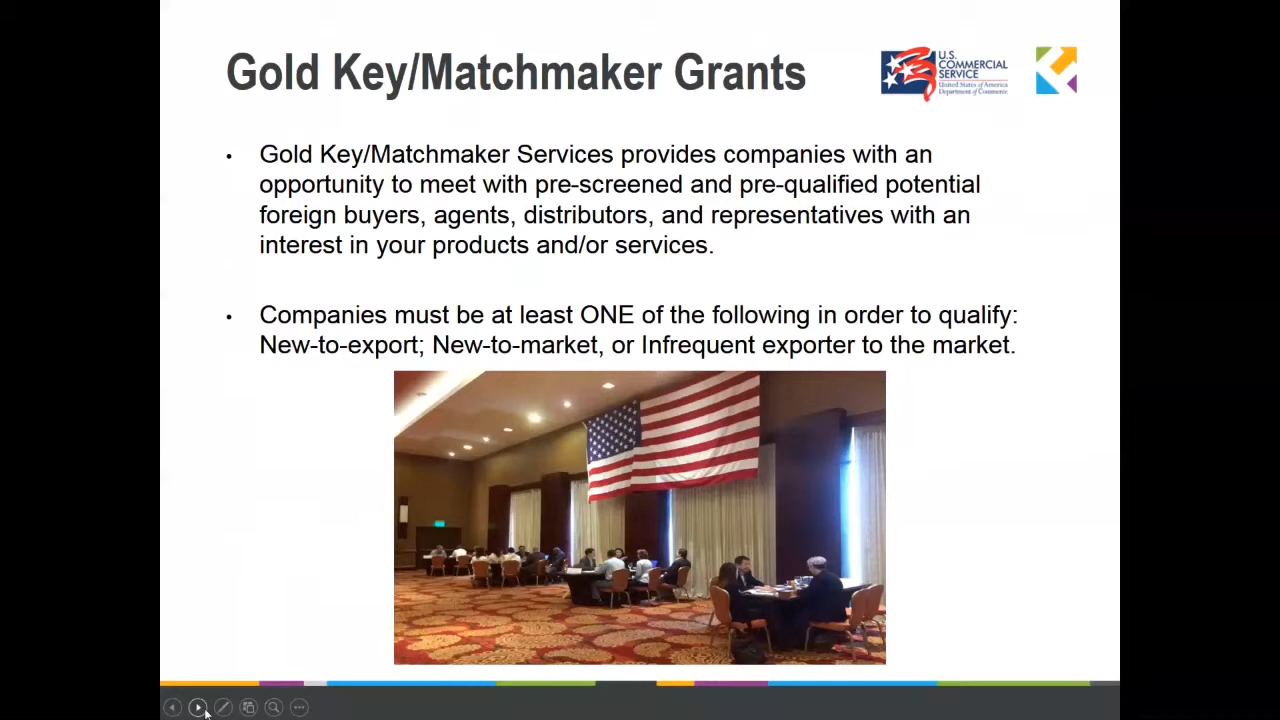 Gold Key/Matchmaker Grants
U.S.
COMMERCIAL
SERVICE
United States of America
Department of Commerce
• Gold Key/Matchmaker Services provides companies with an
opportunity to meet with pre-screened and pre-qualified potential
foreign buyers, agents, distributors, and representatives with an
interest in your products and/or services.
• Companies must be at least ONE of the following in order to qualify:
New-to-export; New-to-market, or Infrequent exporter to the market.